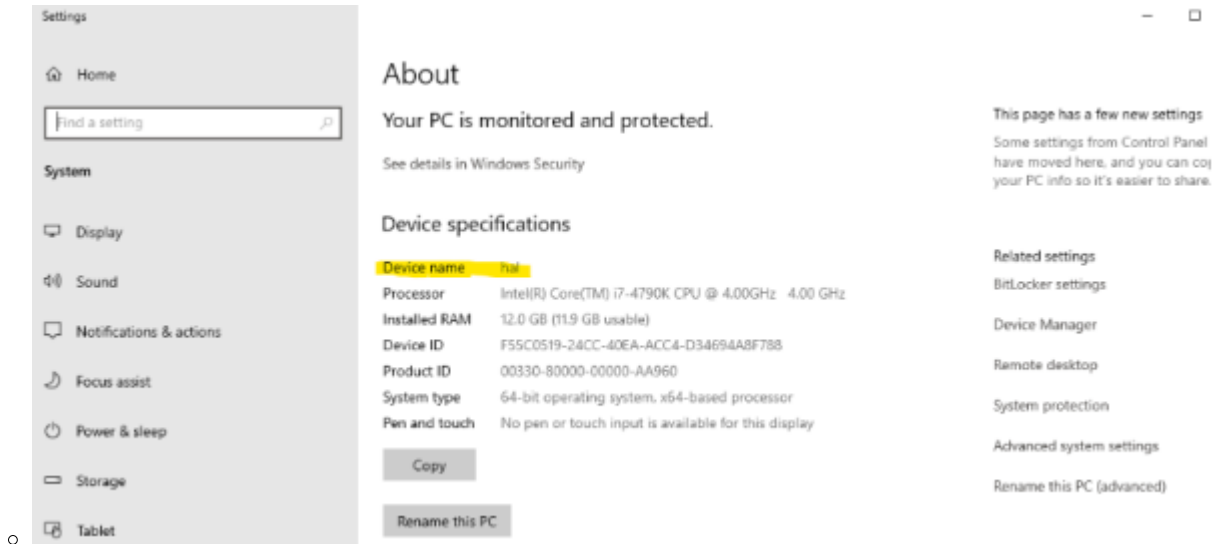 Settings
Home
Find a setting
System
Display
Sound
Notifications & actions
Focus assist
Power & sleep
Storage
Tablet
About
Your PC is monitored and protected.
See details in Windows Security
Device specifications
Device name hal
Processor Intel(R) Core(TM) i7-4790K CPU @ 4.00GHz 4.00 GHz
Installed RAM 12.0 GB (11.9 GB usable)
Device ID F55C0519-24CC-40EA-ACC4-D34694A8F788
Product ID 00330-80000-00000-AA960
System type 64-bit operating system, x64-based processor
Pen and touch No pen or touch input is available for this display
Copy
Rename this PC
This page has a few new settings
Some settings from Control Panel
have moved here, and you can cop
your PC info so it's easier to share.
Related settings
BitLocker settings
Device Manager
Remote desktop
System protection
Advanced system settings
Rename this PC (advanced)